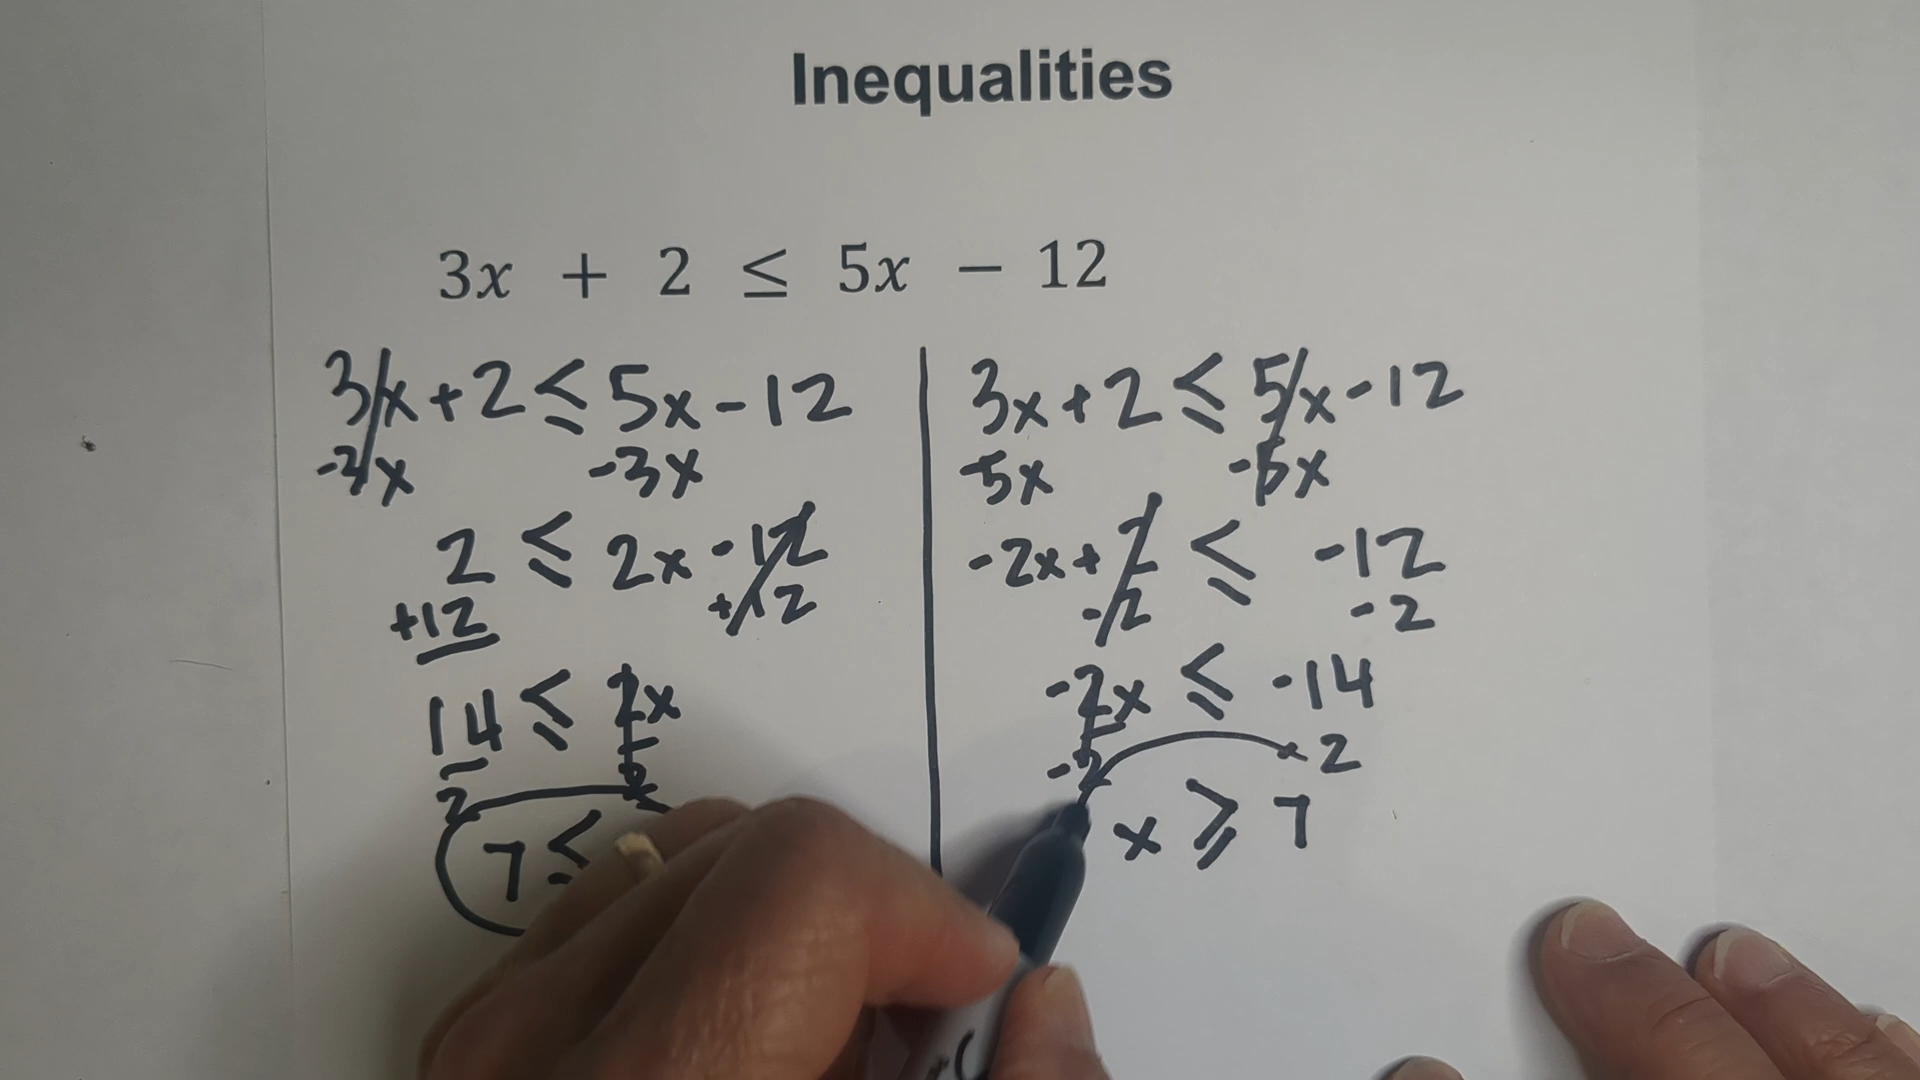 Inequalities
3x + 2 ≤ 5x − 12
3x + 2 ≤ 5x - 12
-3x -3x
2 ≤ 2x - 12
+12 +12
14 ≤ 2x
2 2
7 ≤
3x + 2 ≤ 5x - 12
-5x -5x
-2x + 2 ≤ -12
-2 -2
-2x ≤ -14
-2 -2
x ≥ 7